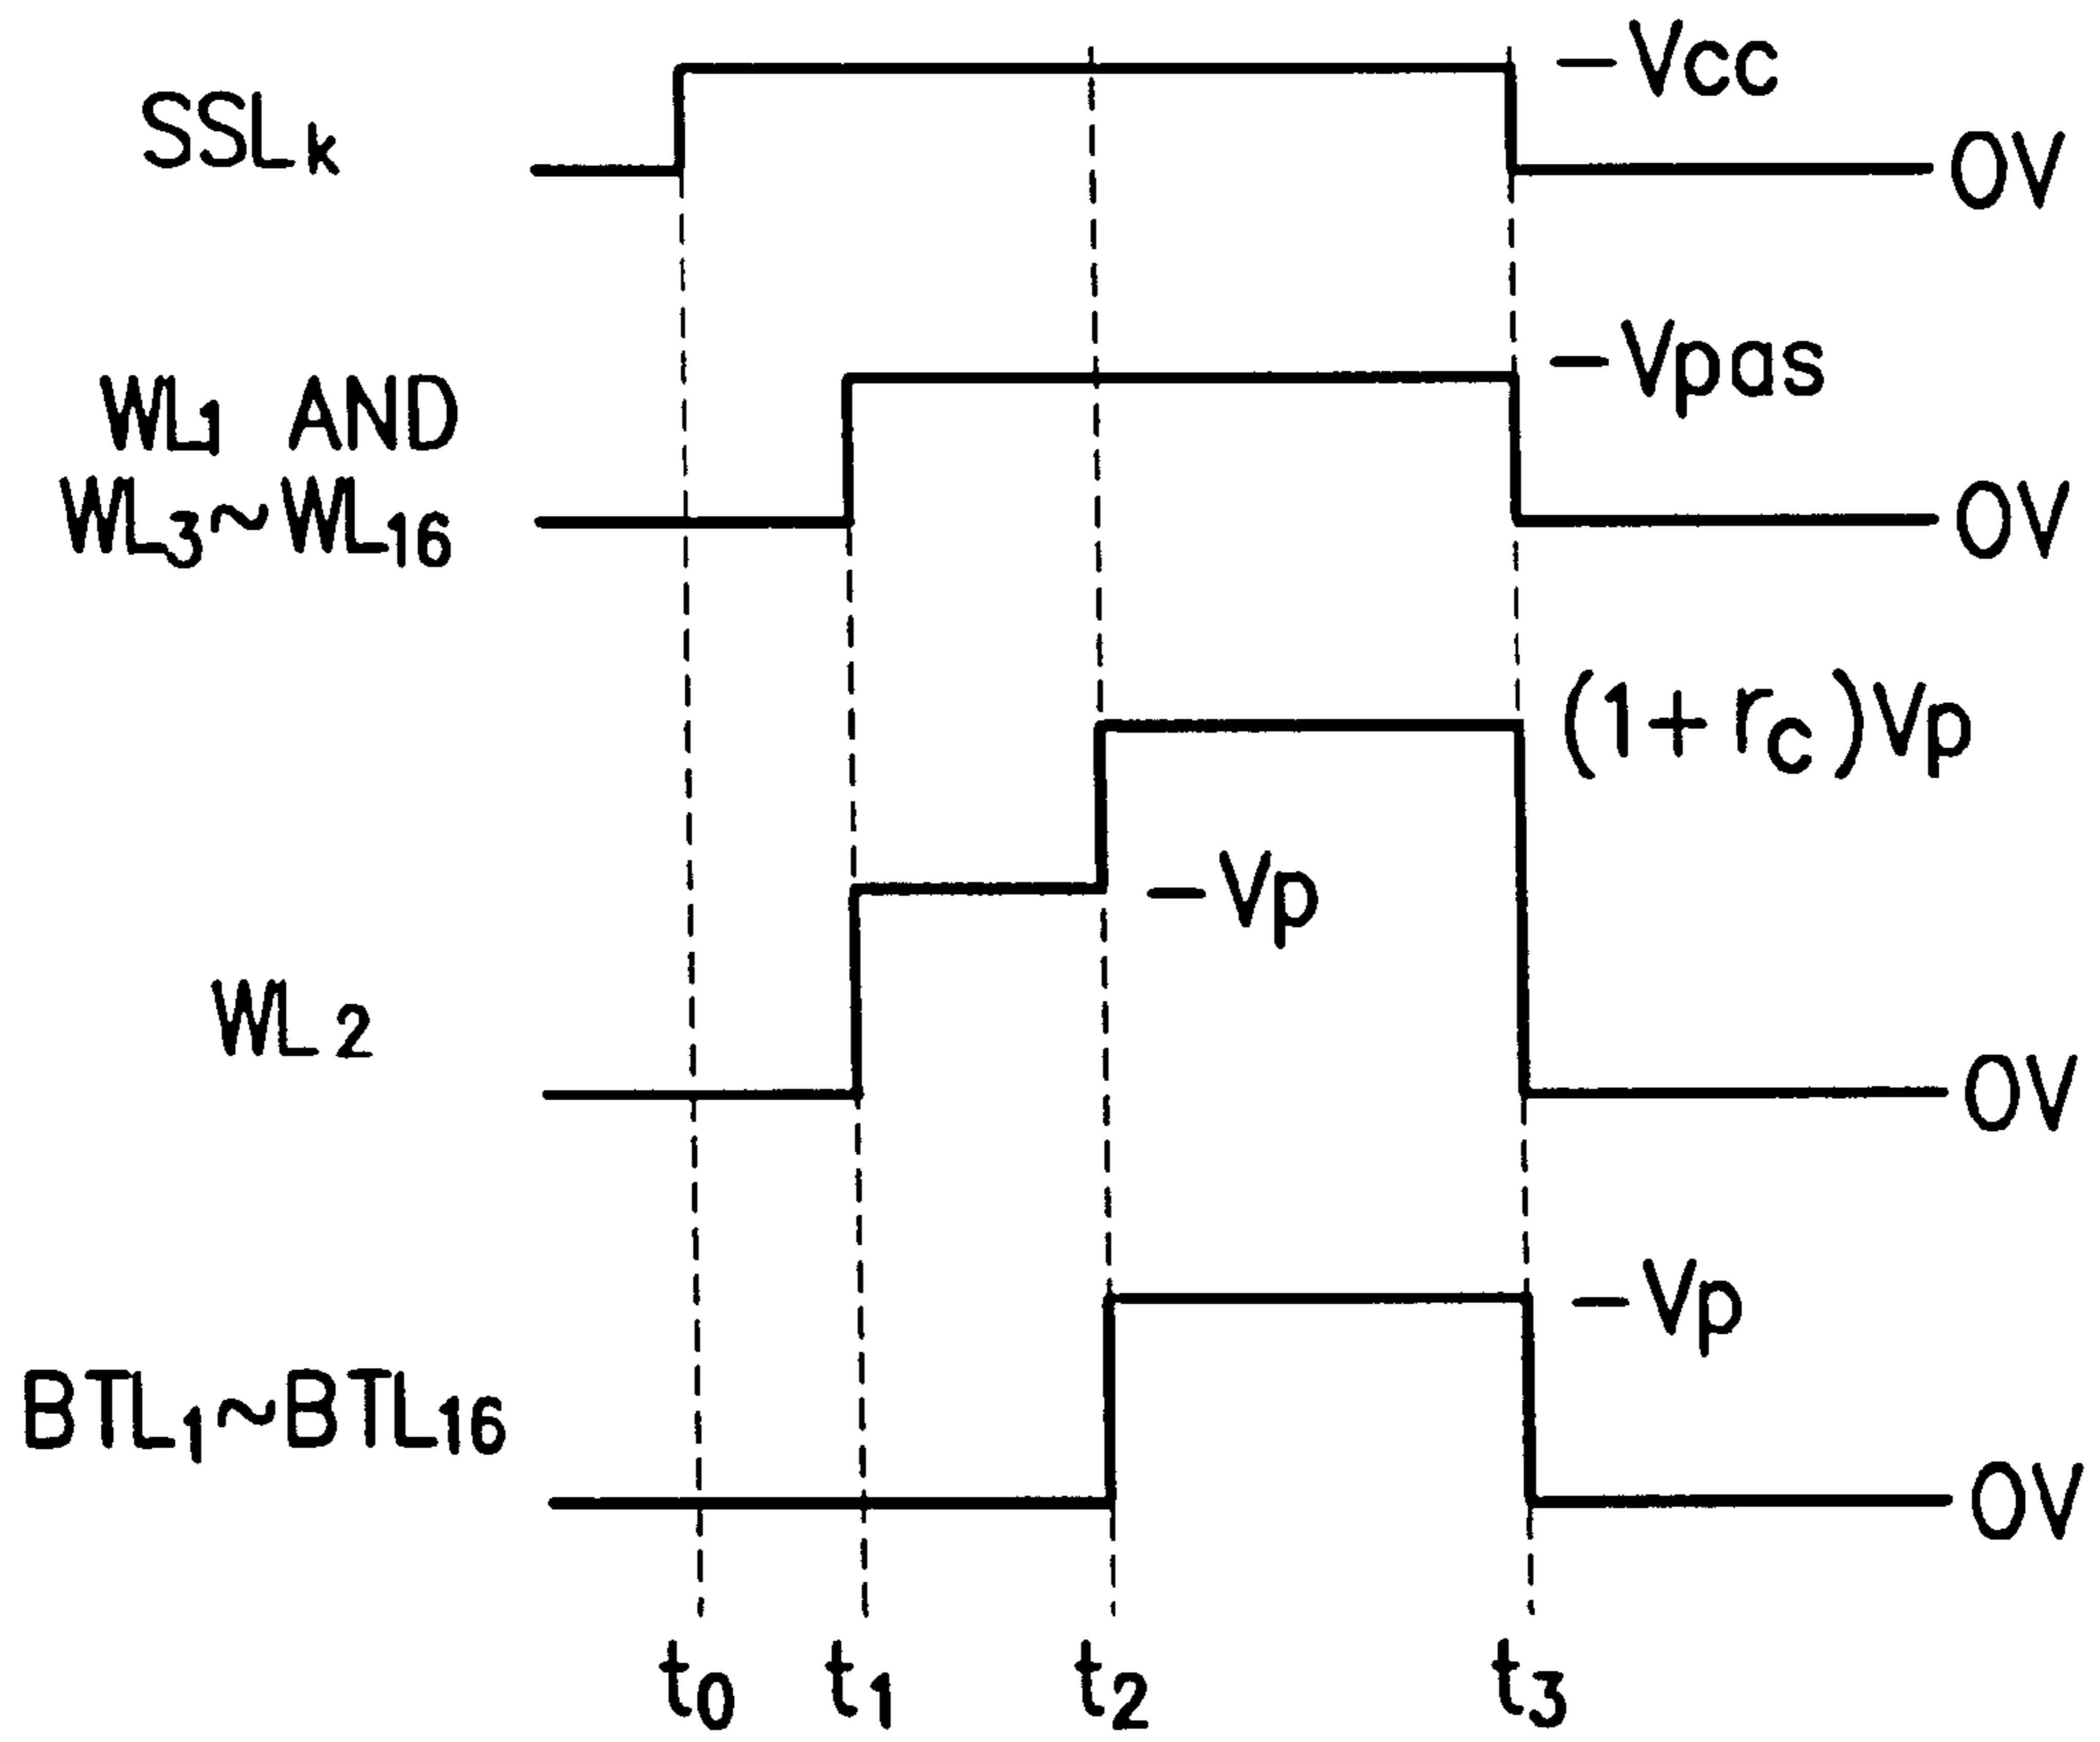 -Vcc
SSLk
0V
-Vpas
WL1 AND
WL3~WL16
0V
(1+rc)Vp
-Vp
WL2
0V
-Vp
BTL1~BTL16
0V
t0 t1 t2 t3